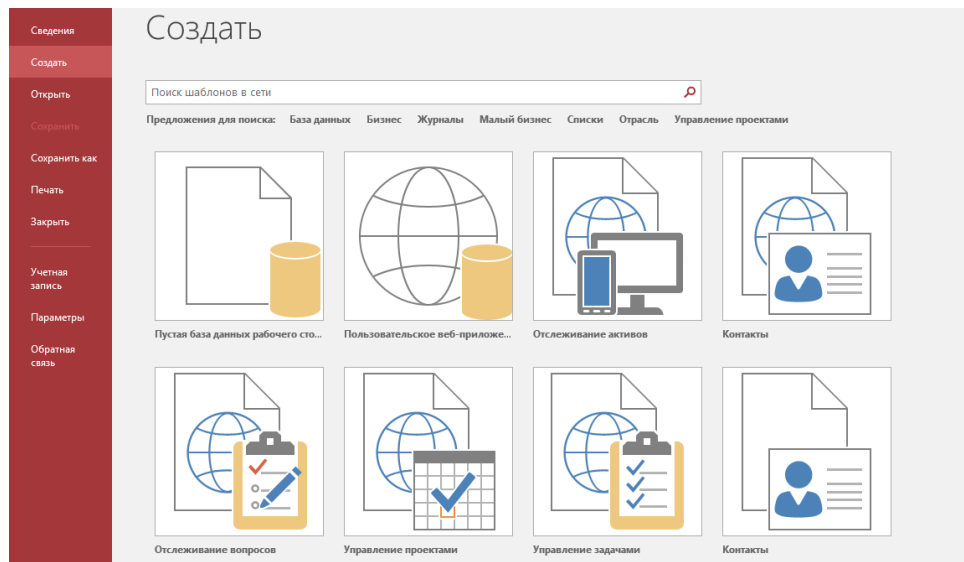 Сведения
Создать
Открыть
Сохранить
Сохранить как
Печать
Закрыть
Учетная
запись
Параметры
Обратная
связь
Создать
Поиск шаблонов в сети
Предложения для поиска: База данных Бизнес Журналы Малый бизнес Списки Отрасль Управление проектами
Пустая база данных рабочего сто... Пользовательское веб-приложе... Отслеживание активов Контакты
Отслеживание вопросов Управление проектами Управление задачами Контакты